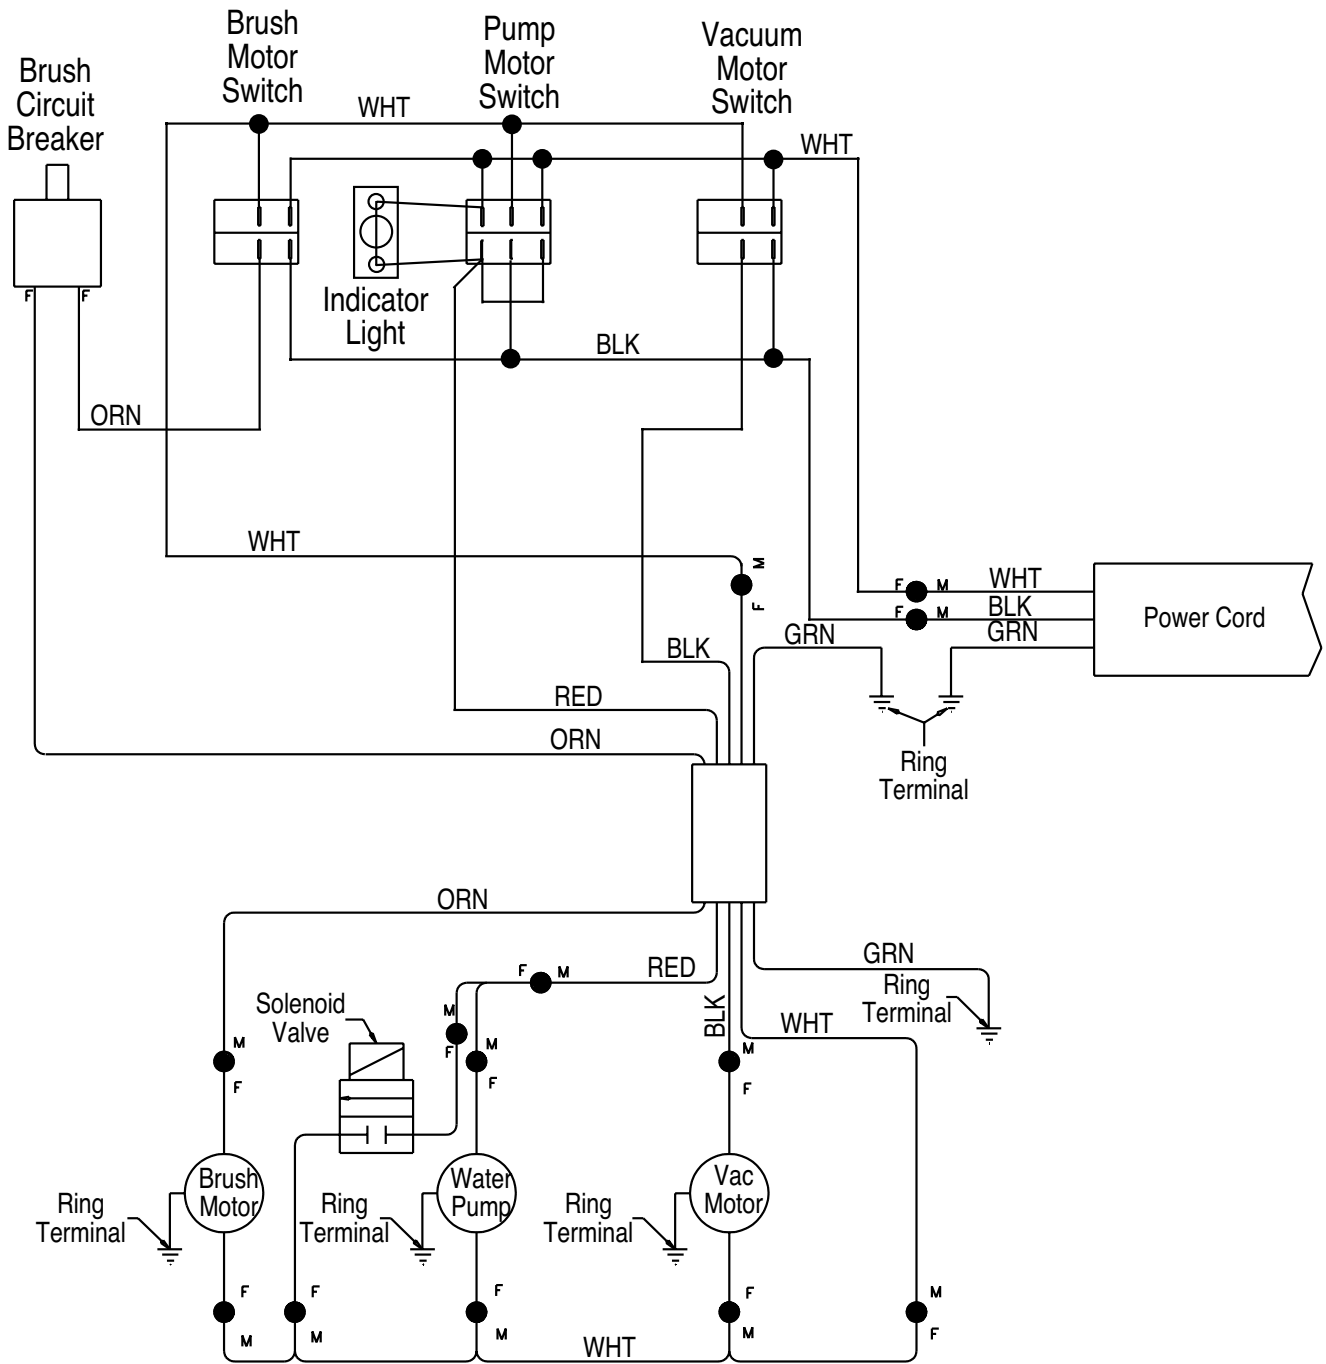 Brush
Motor
Switch
Pump
Motor
Switch
Vacuum
Motor
Switch
Brush
Circuit
Breaker
WHT
WHT
F
F
Indicator
Light
BLK
ORN
WHT
M
F
F
M
WHT
F
M
BLK
GRN
GRN
Power Cord
BLK
RED
ORN
Ring
Terminal
ORN
GRN
F
M
RED
Ring
Terminal
Solenoid
Valve
M
F
BLK
WHT
M
F
M
F
M
F
Brush
Motor
Water
Pump
Vac
Motor
Ring
Terminal
Ring
Terminal
Ring
Terminal
F
M
F
M
F
M
F
M
M
F
WHT